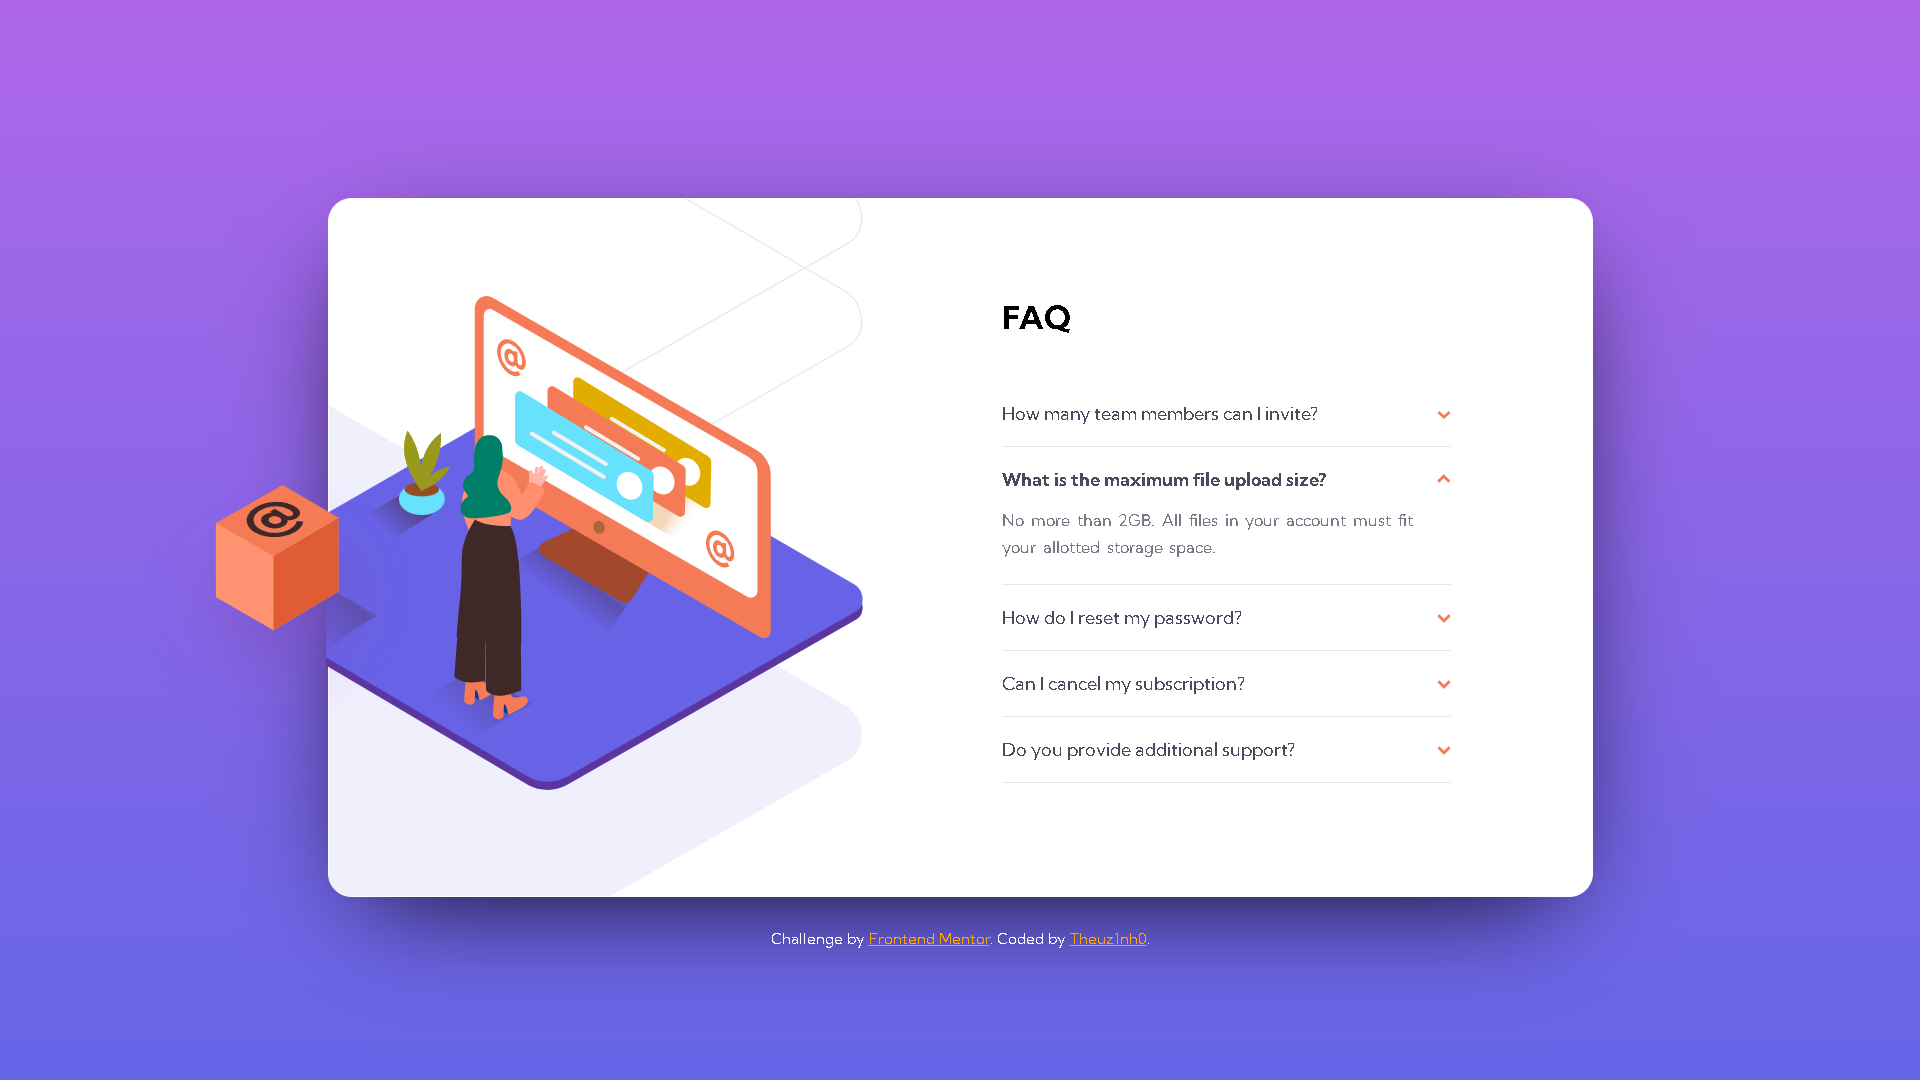 FAQ
How many team members can I invite?
What is the maximum file upload size?
No more than 2GB. All files in your account must fit
your allotted storage space.
How do I reset my password?
Can I cancel my subscription?
Do you provide additional support?
@
@
@
Challenge by Frontend Mentor. Coded by Theuz1nh0.